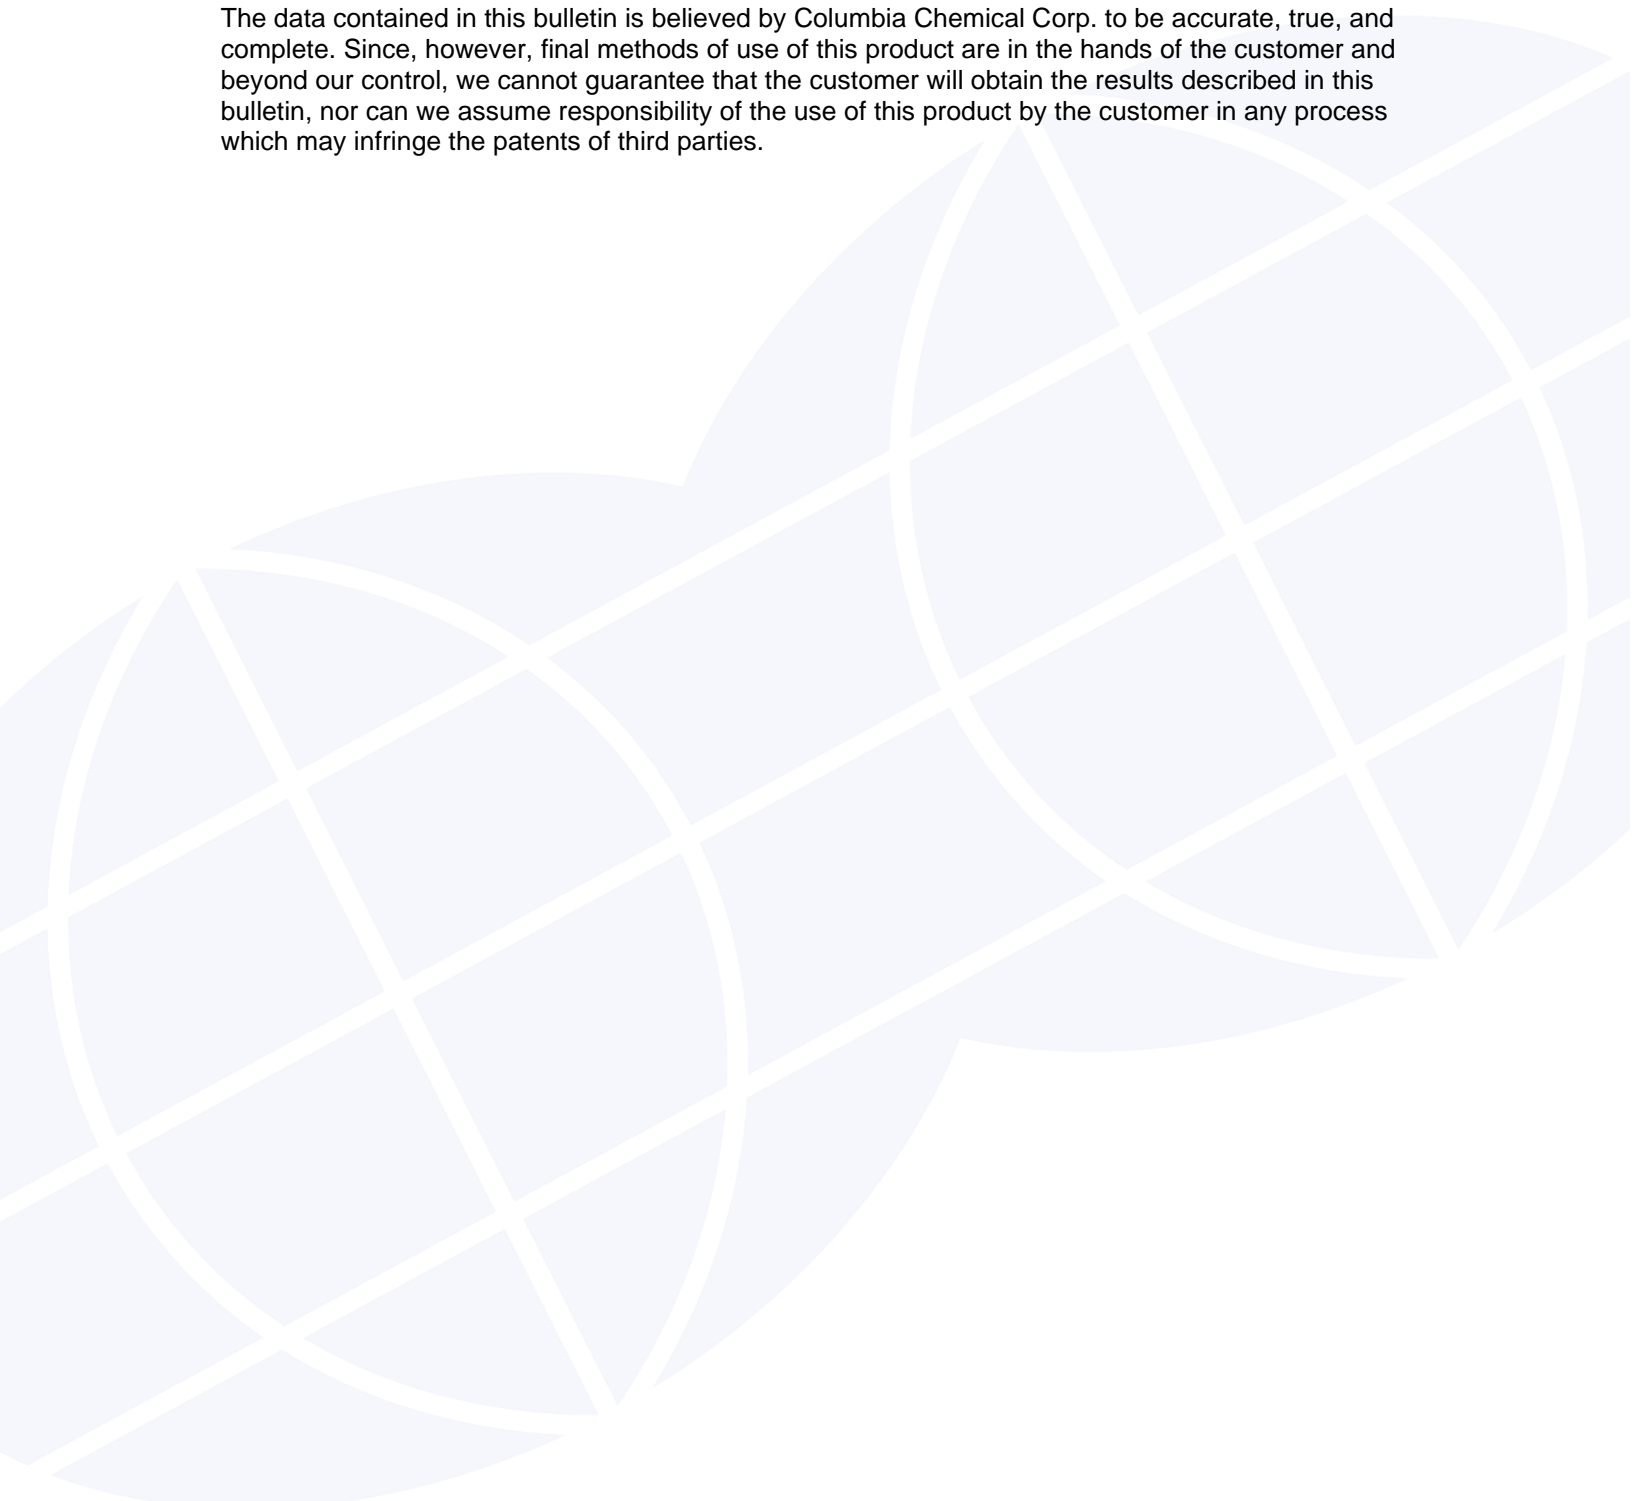 The data contained in this bulletin is believed by Columbia Chemical Corp. to be accurate, true, and
complete. Since, however, final methods of use of this product are in the hands of the customer and
beyond our control, we cannot guarantee that the customer will obtain the results described in this
bulletin, nor can we assume responsibility of the use of this product by the customer in any process
which may infringe the patents of third parties.